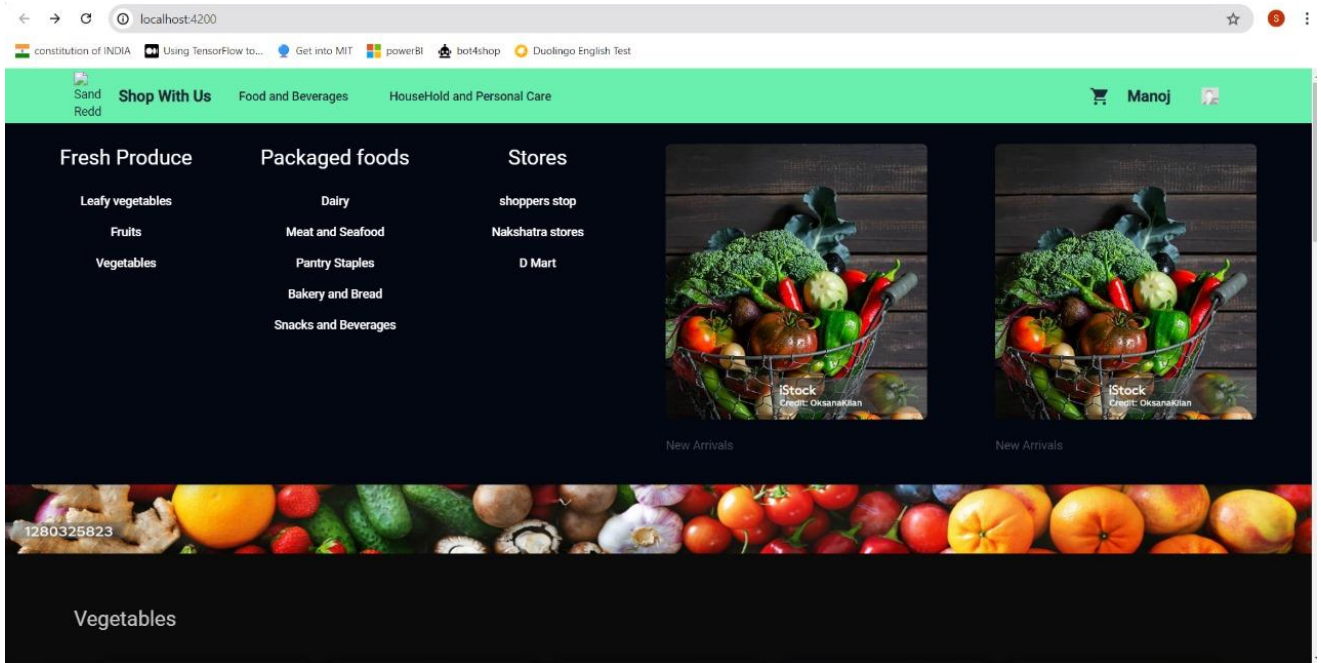 localhost:4200
S
constitution of INDIA Using TensorFlow to... Get into MIT powerBI bot4shop Duolingo English Test
Sand
Redd
Shop With Us Food and Beverages HouseHold and Personal Care Manoj
Fresh Produce
Leafy vegetables
Fruits
Vegetables
Packaged foods
Dairy
Meat and Seafood
Pantry Staples
Bakery and Bread
Snacks and Beverages
Stores
shoppers stop
Nakshatra stores
D Mart
iStock
Credit: OksanaKiian
New Arrivals
iStock
Credit: OksanaKiian
New Arrivals
1280325823
Vegetables